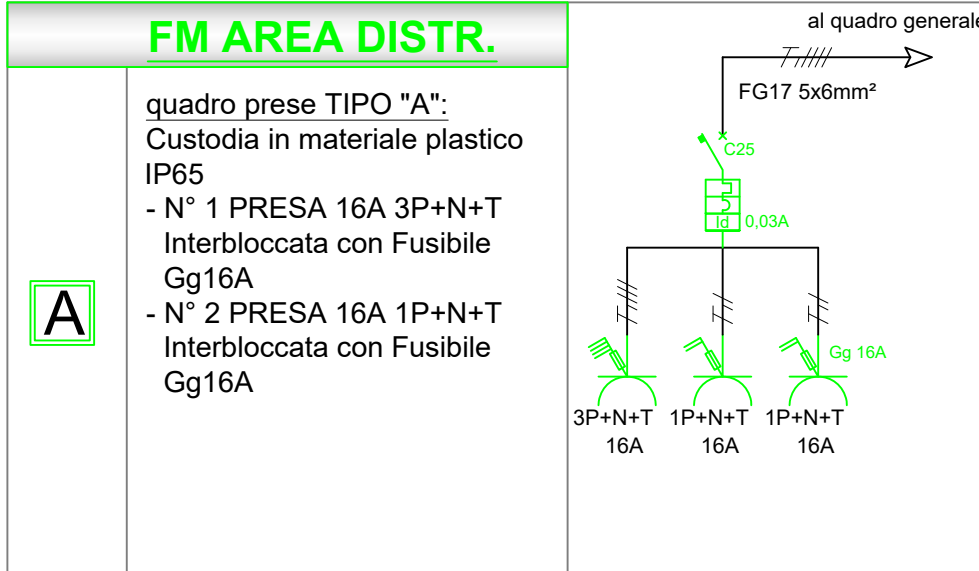 FM AREA DISTR.
A
quadro prese TIPO "A":
Custodia in materiale plastico
IP65
- N° 1 PRESA 16A 3P+N+T
Interbloccata con Fusibile
Gg16A
- N° 2 PRESA 16A 1P+N+T
Interbloccata con Fusibile
Gg16A
al quadro generale
FG17 5x6mm²
C25
Id 0,03A
Gg 16A
3P+N+T 1P+N+T 1P+N+T
16A 16A 16A